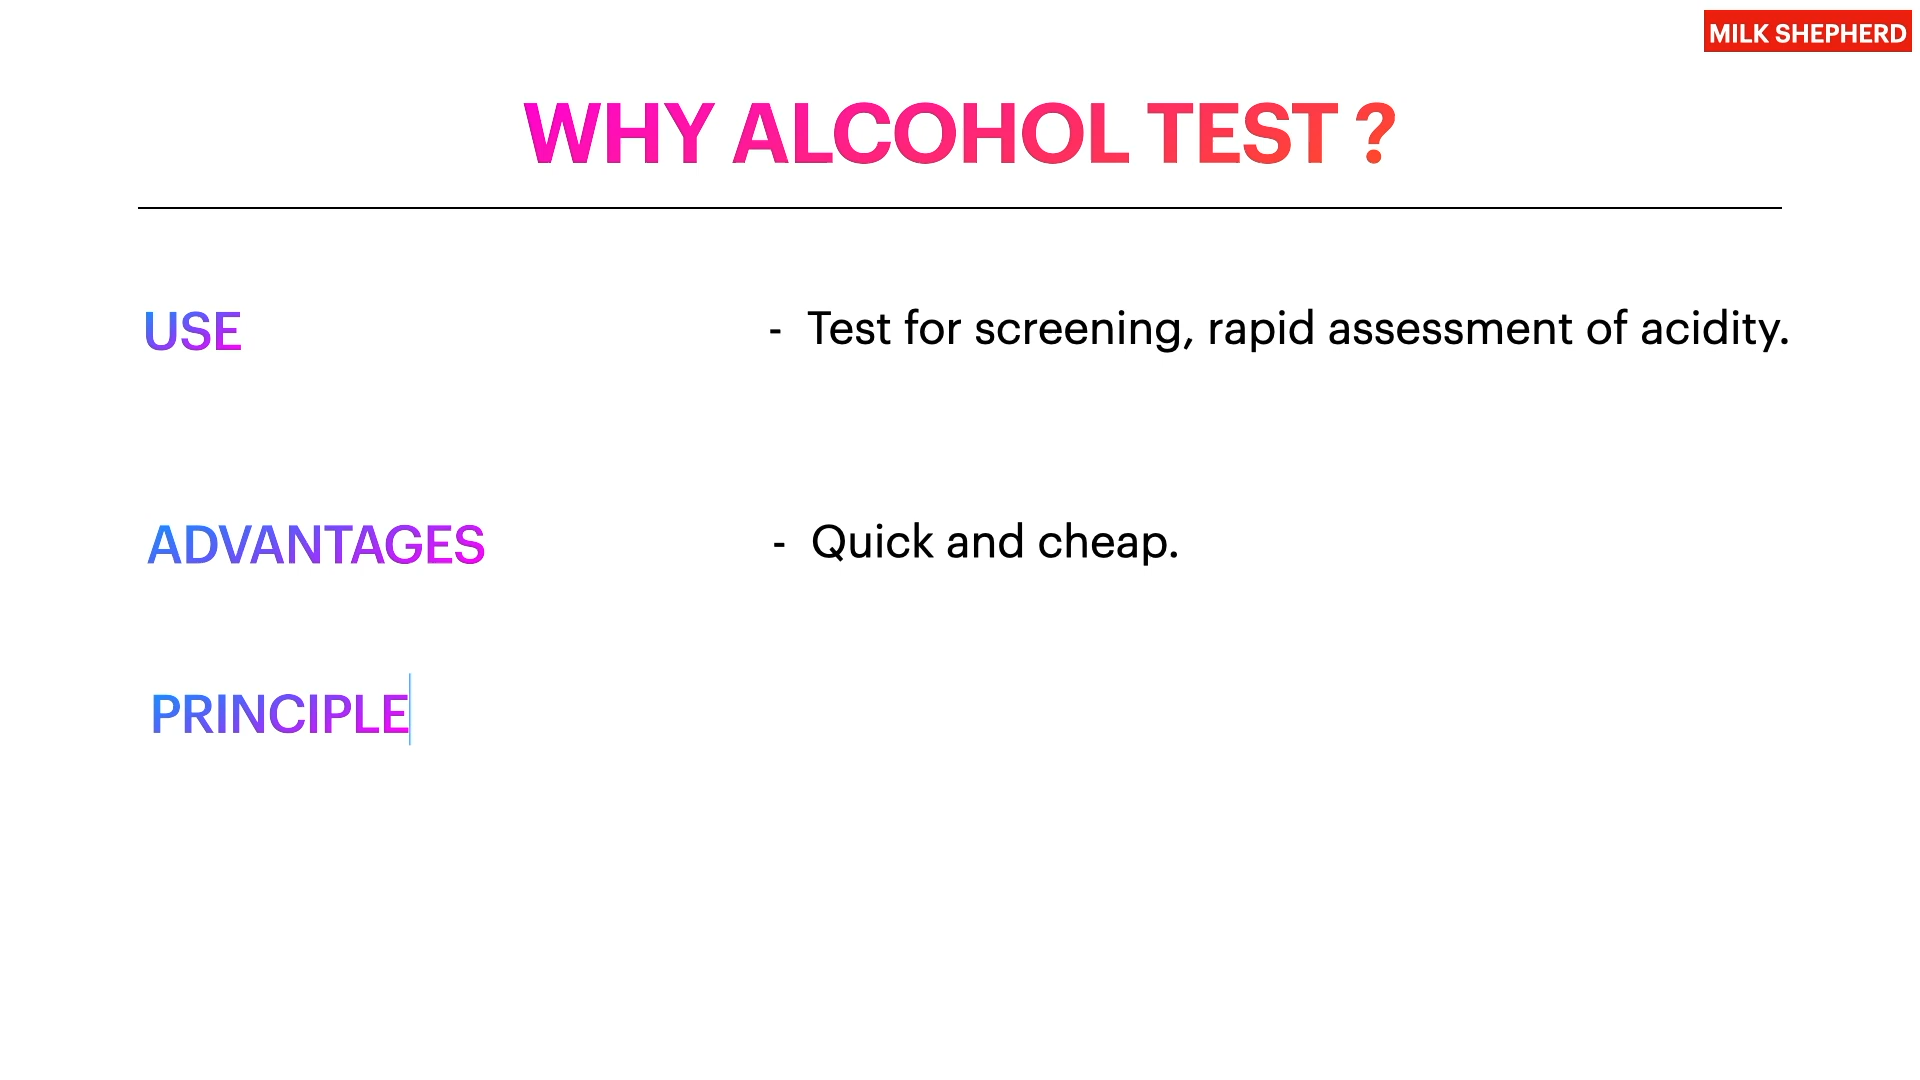 MILK SHEPHERD
WHY ALCOHOL TEST ?
USE
- Test for screening, rapid assessment of acidity.
ADVANTAGES
- Quick and cheap.
PRINCIPLE